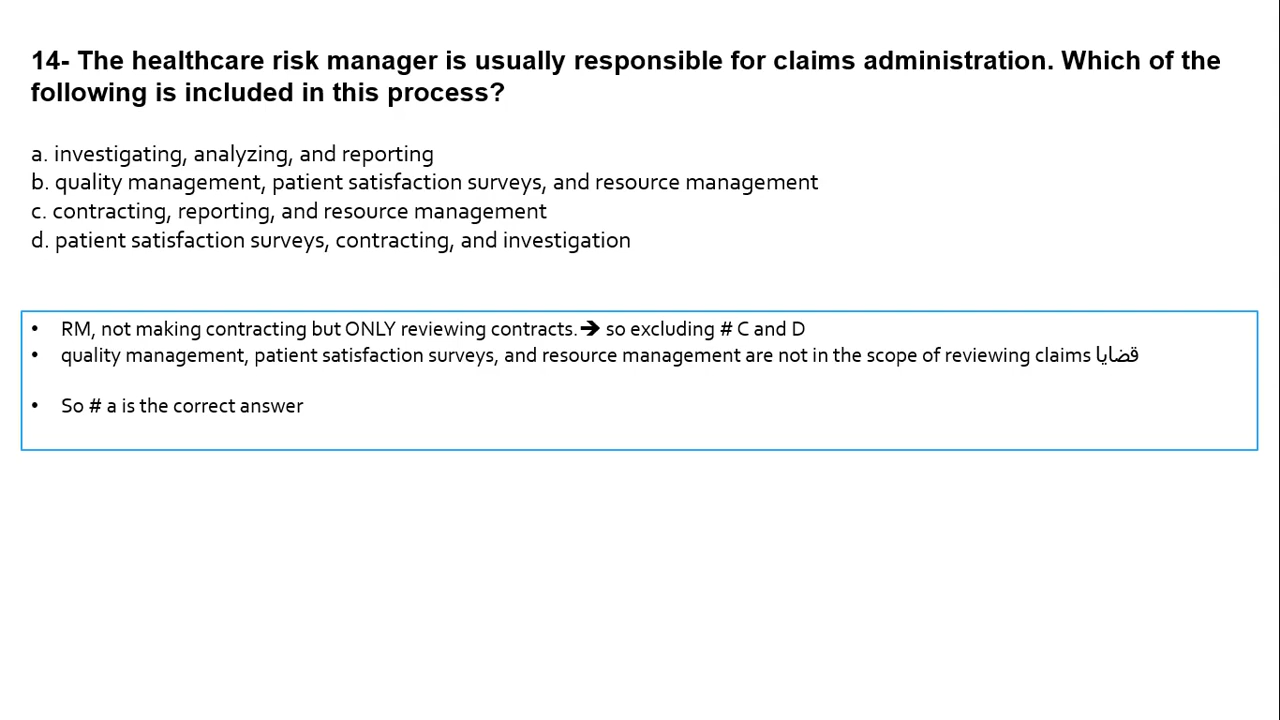 14- The healthcare risk manager is usually responsible for claims administration. Which of the
following is included in this process?
a. investigating, analyzing, and reporting
b. quality management, patient satisfaction surveys, and resource management
c. contracting, reporting, and resource management
d. patient satisfaction surveys, contracting, and investigation
• RM, not making contracting but ONLY reviewing contracts.➔ so excluding # C and D
• quality management, patient satisfaction surveys, and resource management are not in the scope of reviewing claims قضايا
• So # a is the correct answer